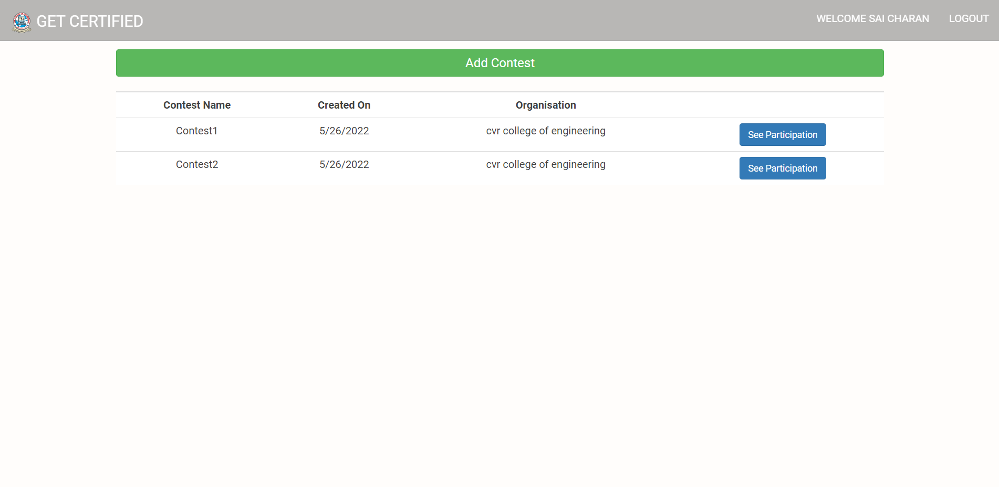 GET CERTIFIED
WELCOME SAI CHARAN LOGOUT
Add Contest
Contest Name Created On Organisation
Contest1 5/26/2022 cvr college of engineering See Participation
Contest2 5/26/2022 cvr college of engineering See Participation